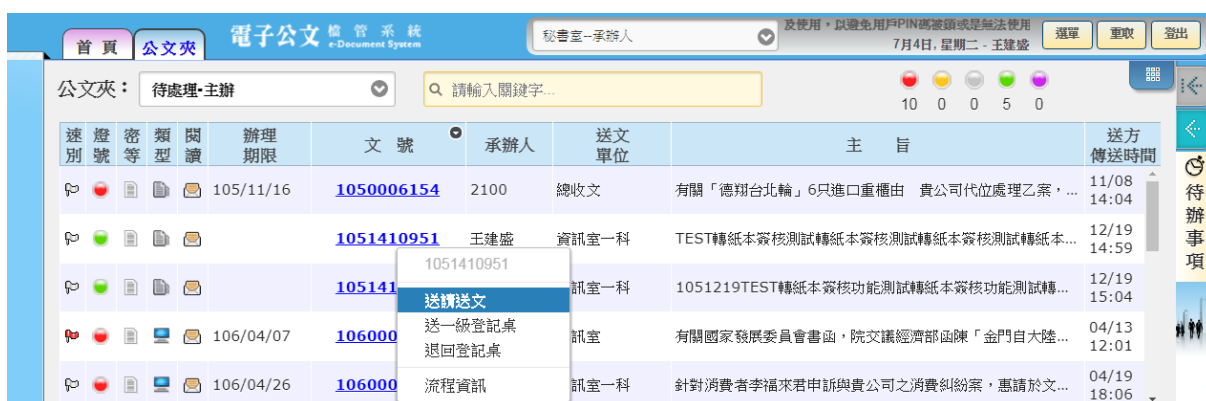 首頁
公文夾
電子公文 檔管系統
e-Document System
秘書室--承辦人
及使用，以避免用戶PIN碼被鎖或是無法使用
7月4日, 星期二 - 王建盛
選單
重取
登出
公文夾：
待處理-主辦
請輸入關鍵字...
10 0 0 5 0
速別 燈號 密等 類型 閱讀 辦理期限 文號 承辦人 送文單位 主旨 送方傳送時間
105/11/16 1050006154 2100 總收文 有關「德翔台北輪」6只進口重櫃由 貴公司代位處理乙案，... 11/08 14:04
1051410951 王建盛 資訊室一科 TEST轉紙本簽核測試轉紙本簽核測試轉紙本簽核測試轉紙本... 12/19 14:59
105141 訊室一科 1051219TEST轉紙本簽核功能測試轉紙本簽核功能測試轉... 12/19 15:04
106/04/07 106000 訊室 有關國家發展委員會書函，院交議經濟部函陳「金門自大陸... 04/13 12:01
106/04/26 106000 訊室一科 針對消費者李福來君申訴與貴公司之消費糾紛案，惠請於文... 04/19 18:06
1051410951
送請送文
送一級登記桌
退回登記桌
流程資訊
待辦事項